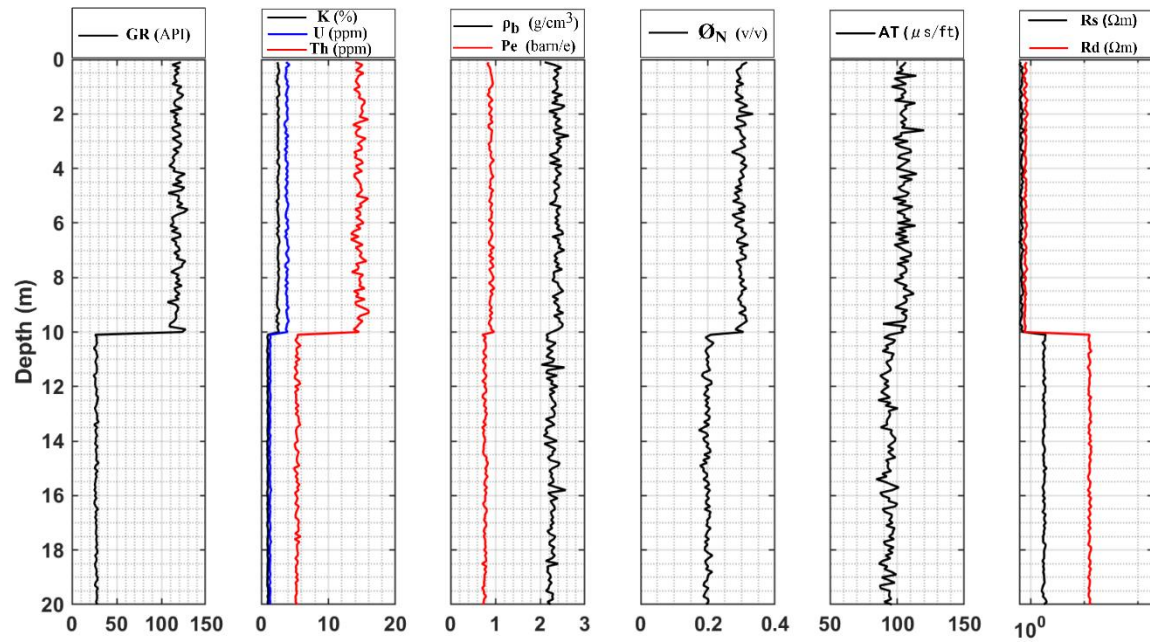 GR (API)
K (%)
U (ppm)
Th (ppm)
ρb (g/cm³)
Pe (barn/e)
ØN (v/v)
AT (μs/ft)
Rs (Ωm)
Rd (Ωm)
Depth (m)
0
2
4
6
8
10
12
14
16
18
20
0 50 100 150
0 10 20
0 1 2 3
0 0.2 0.4
50 100 150
10⁰